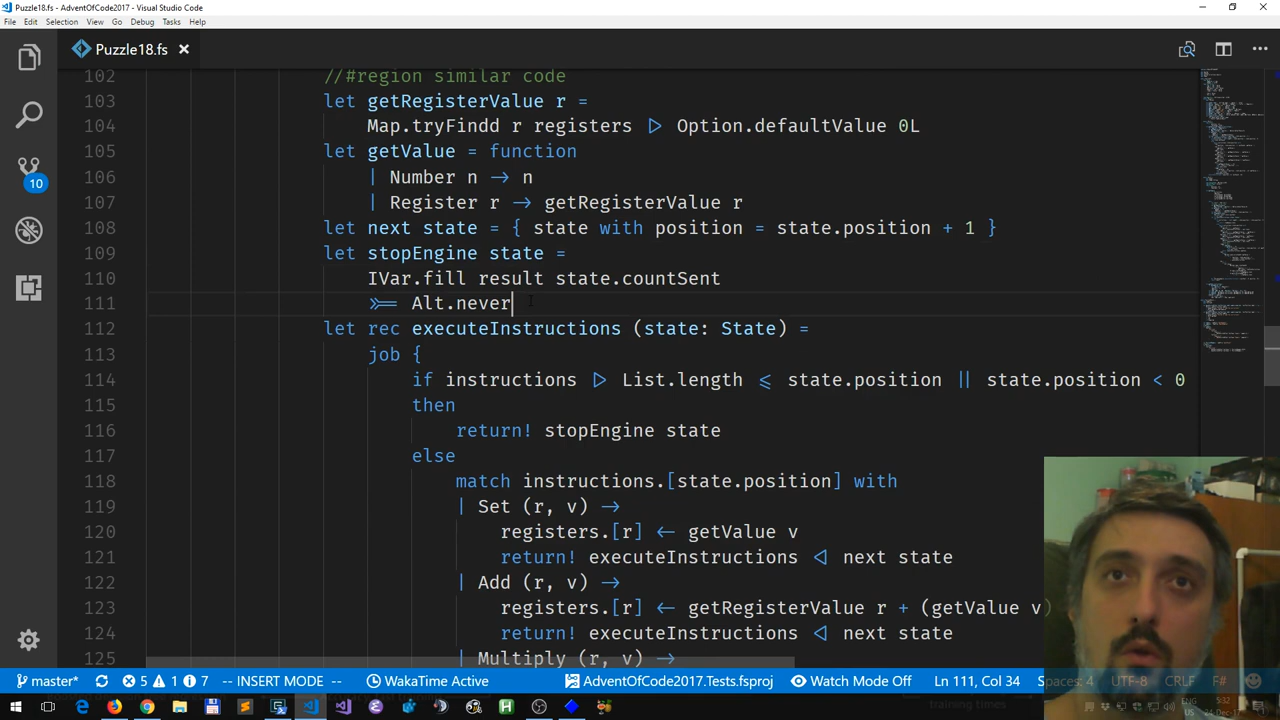 Puzzle18.fs - AdventOfCode2017 - Visual Studio Code
File Edit Selection View Go Debug Tasks Help
Puzzle18.fs
102 //#region similar code
103 let getRegisterValue r =
104 Map.tryFindd r registers |> Option.defaultValue 0L
105 let getValue = function
106 | Number n -> n
107 | Register r -> getRegisterValue r
108 let next state = { state with position = state.position + 1 }
109 let stopEngine state =
110 IVar.fill result state.countSent
111 >>= Alt.never
112 let rec executeInstructions (state: State) =
113 job {
114 if instructions |> List.length <= state.position || state.position < 0
115 then
116 return! stopEngine state
117 else
118 match instructions.[state.position] with
119 | Set (r, v) ->
120 registers.[r] <- getValue v
121 return! executeInstructions <| next state
122 | Add (r, v) ->
123 registers.[r] <- getRegisterValue r + (getValue v)
124 return! executeInstructions <| next state
125 | Multiply (r, v) ->
10
master* 5 1 7 -- INSERT MODE -- WakaTime Active AdventOfCode2017.Tests.fsproj Watch Mode Off Ln 111, Col 34 Spaces: 4 UTF-8 CRLF F#
training times
5:32